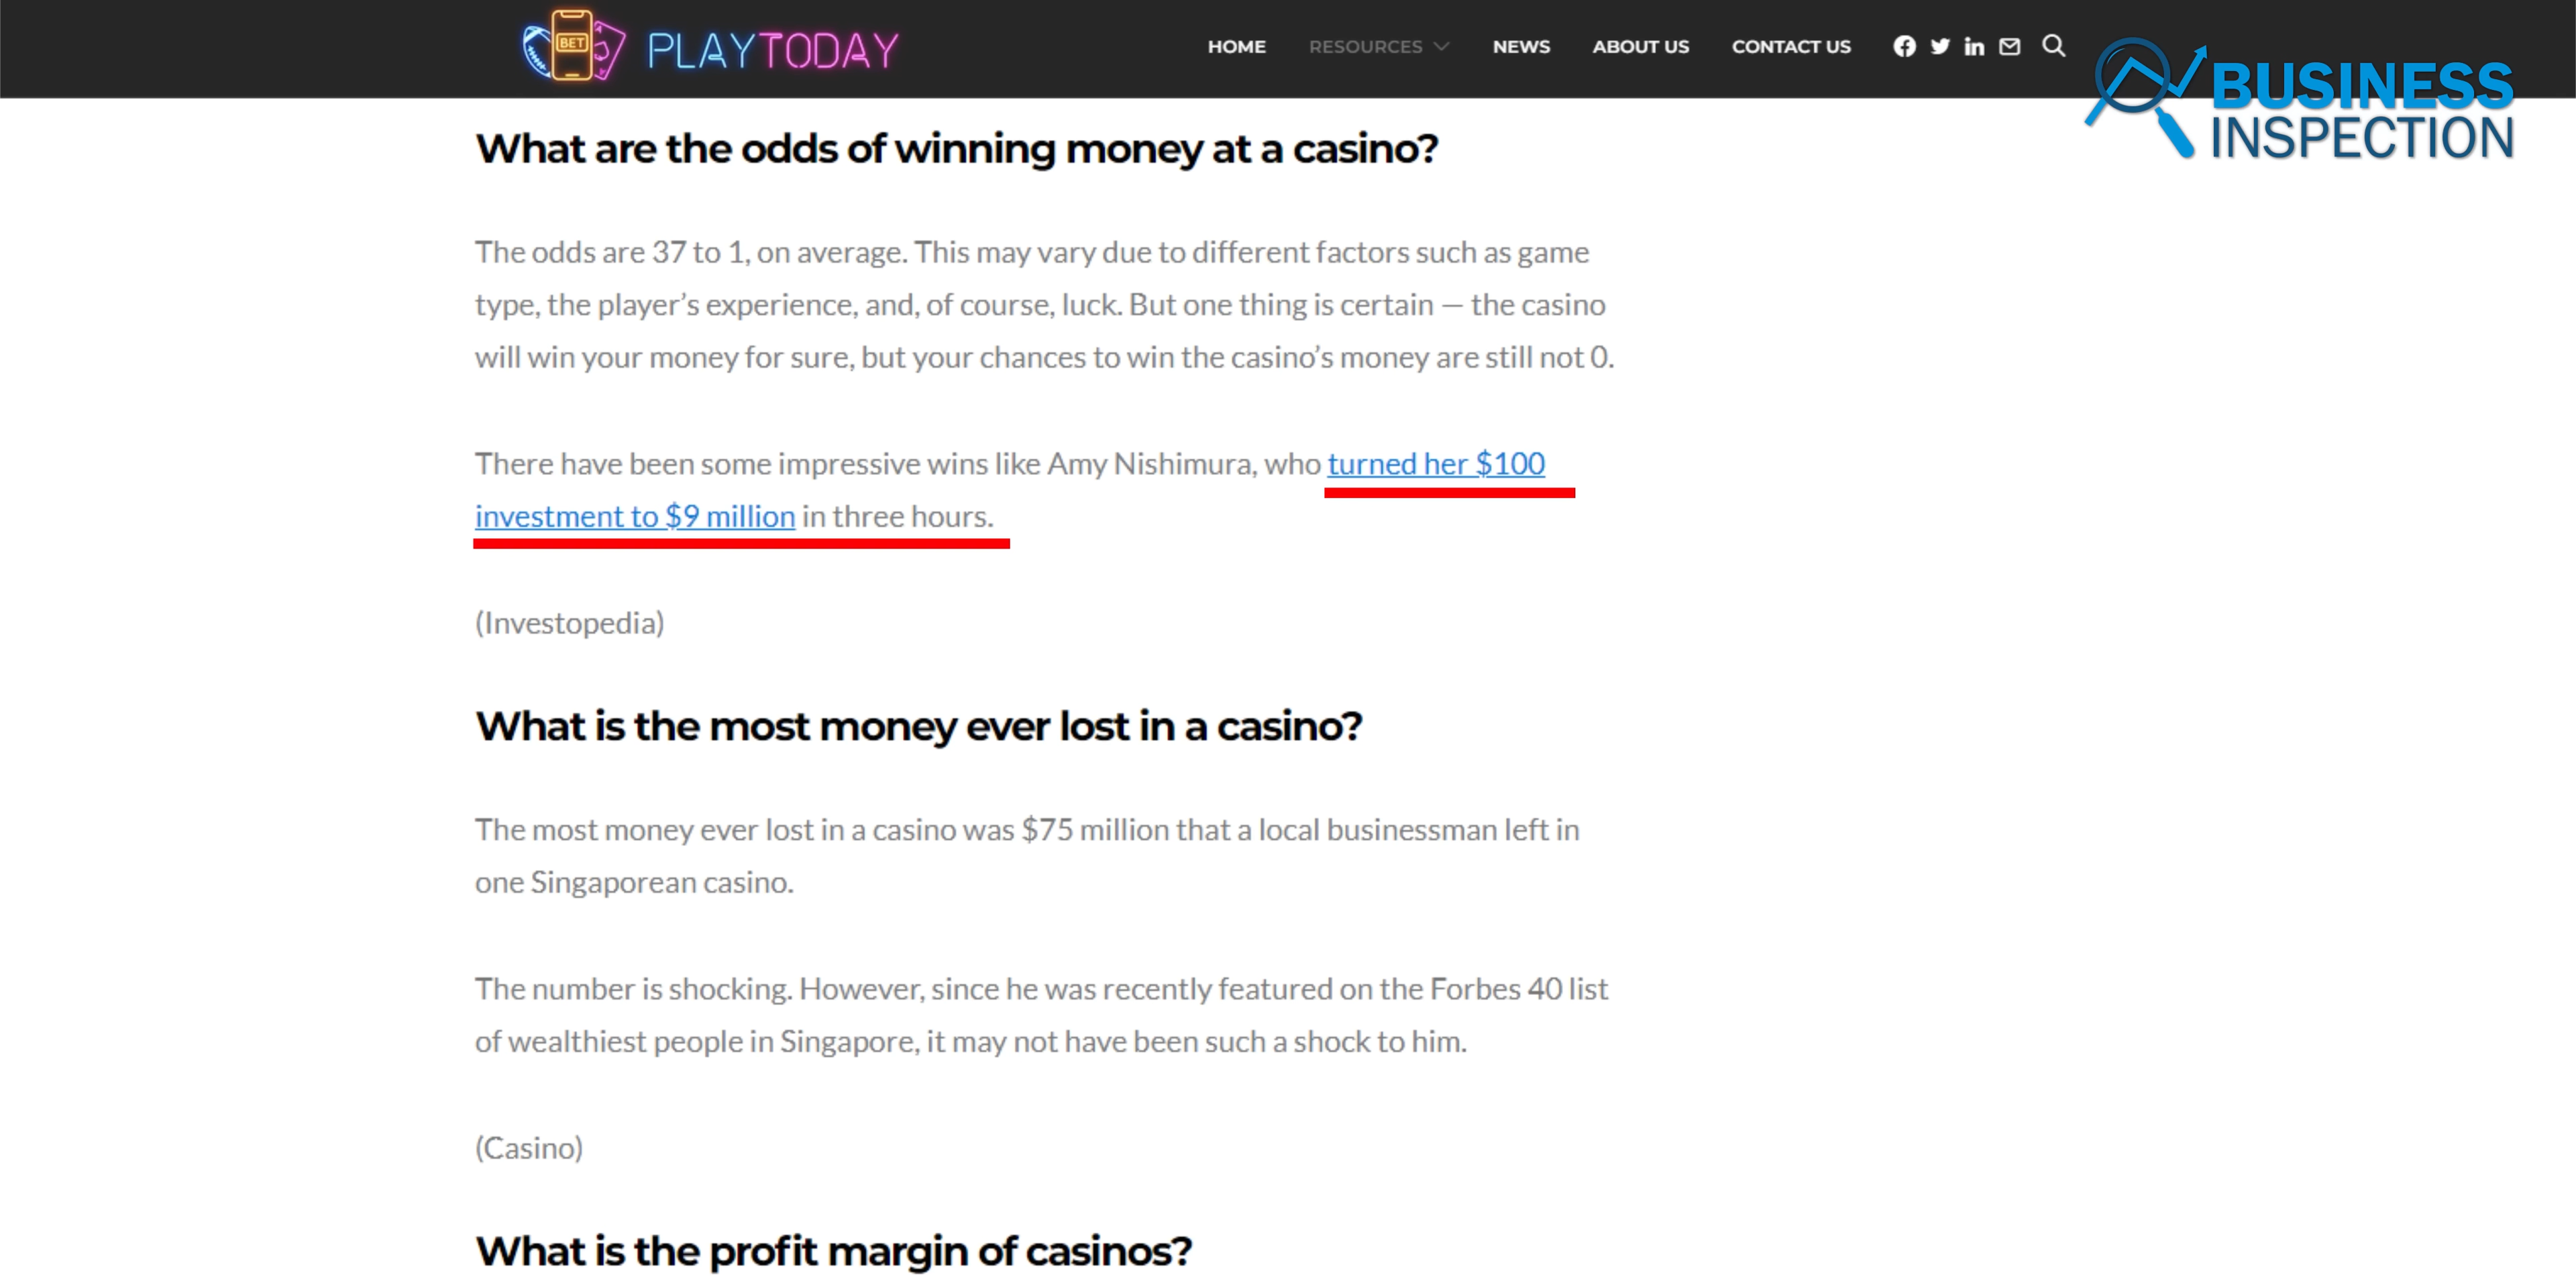 BET
PLAYTODAY
HOME RESOURCES NEWS ABOUT US CONTACT US
BUSINESS
INSPECTION
What are the odds of winning money at a casino?
The odds are 37 to 1, on average. This may vary due to different factors such as game
type, the player’s experience, and, of course, luck. But one thing is certain — the casino
will win your money for sure, but your chances to win the casino’s money are still not 0.
There have been some impressive wins like Amy Nishimura, who turned her $100
investment to $9 million in three hours.
(Investopedia)
What is the most money ever lost in a casino?
The most money ever lost in a casino was $75 million that a local businessman left in
one Singaporean casino.
The number is shocking. However, since he was recently featured on the Forbes 40 list
of wealthiest people in Singapore, it may not have been such a shock to him.
(Casino)
What is the profit margin of casinos?